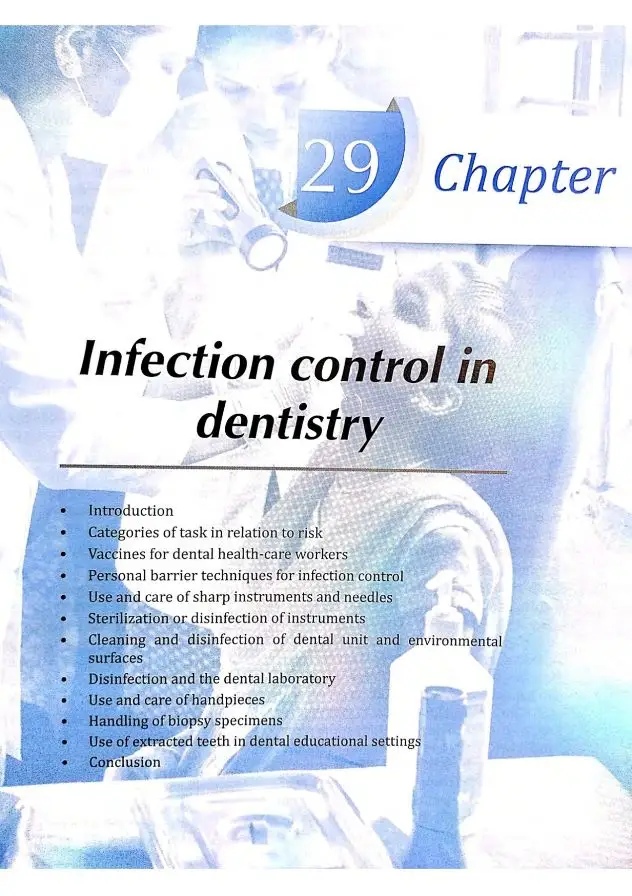 29 Chapter
Infection control in
dentistry
• Introduction
• Categories of task in relation to risk
• Vaccines for dental health-care workers
• Personal barrier techniques for infection control
• Use and care of sharp instruments and needles
• Sterilization or disinfection of instruments
• Cleaning and disinfection of dental unit and environmental
surfaces
• Disinfection and the dental laboratory
• Use and care of handpieces
• Handling of biopsy specimens
• Use of extracted teeth in dental educational settings
• Conclusion